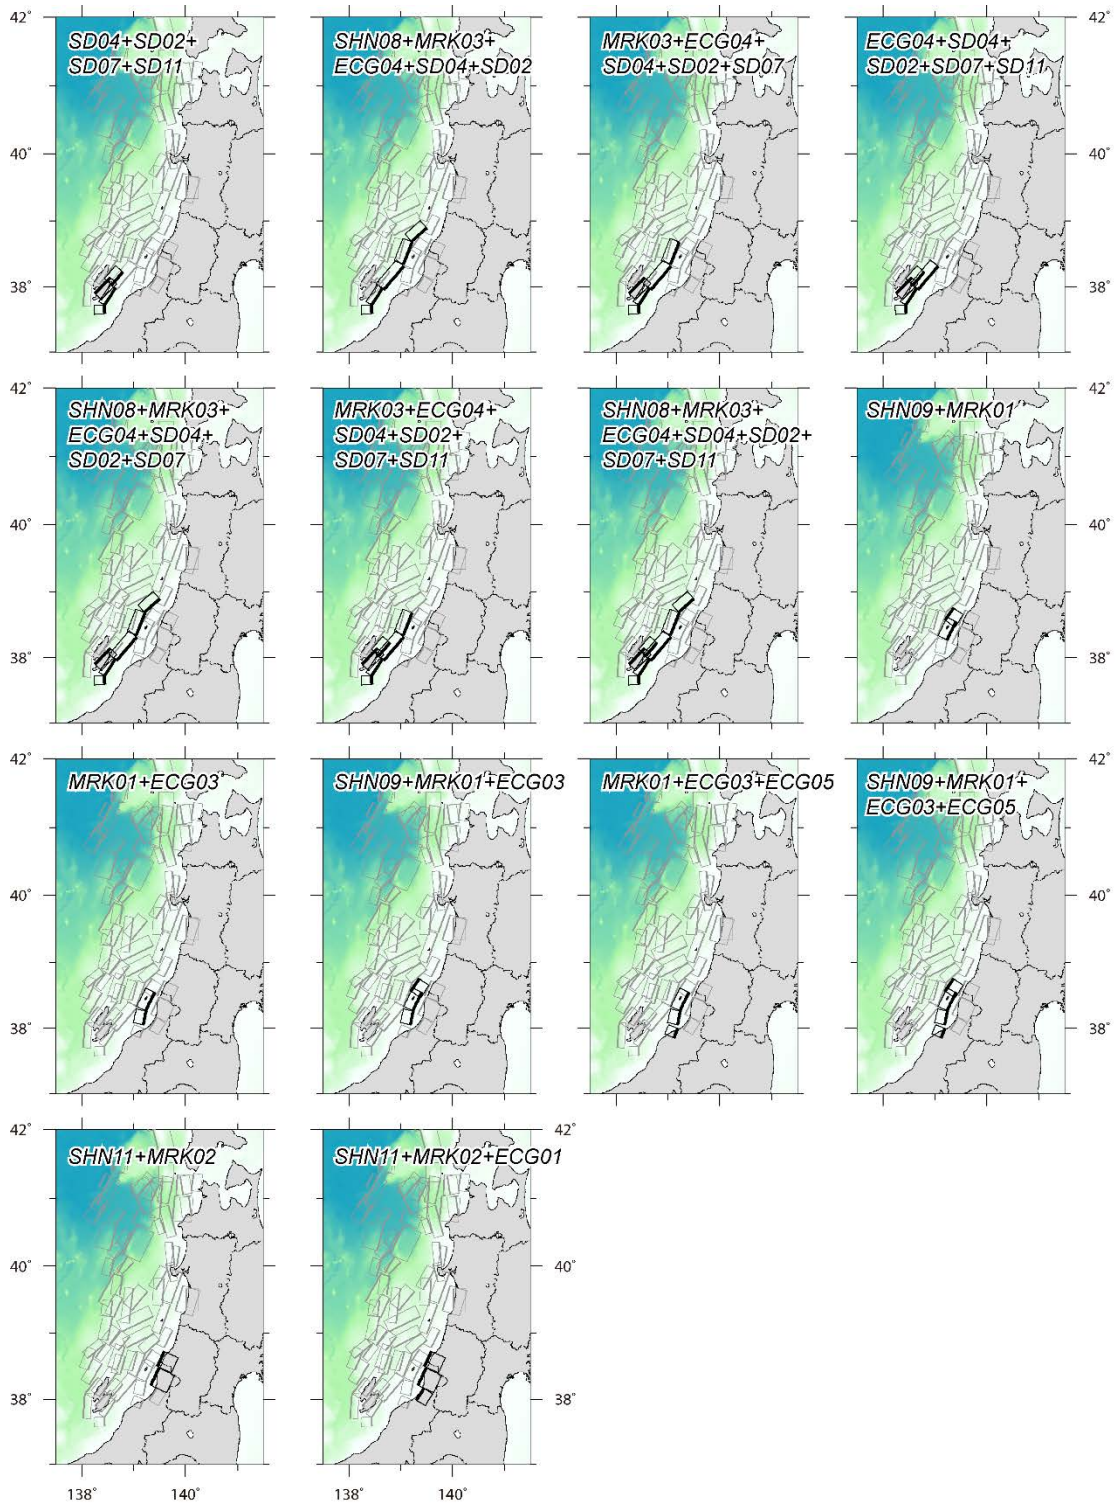 42˚
SD04+SD02+
SD07+SD11
SHN08+MRK03+
ECG04+SD04+SD02
MRK03+ECG04+
SD04+SD02+SD07
ECG04+SD04+
SD02+SD07+SD11
42˚
40˚
40˚
38˚
38˚
42˚
SHN08+MRK03+
ECG04+SD04+
SD02+SD07
MRK03+ECG04+
SD04+SD02+
SD07+SD11
SHN08+MRK03+
ECG04+SD04+SD02+
SD07+SD11
SHN09+MRK01
42˚
40˚
40˚
38˚
38˚
42˚
MRK01+ECG03
SHN09+MRK01+ECG03
MRK01+ECG03+ECG05
SHN09+MRK01+
ECG03+ECG05
42˚
40˚
40˚
38˚
38˚
42˚
SHN11+MRK02
SHN11+MRK02+ECG01
42˚
40˚
40˚
38˚
38˚
138˚
140˚
138˚
140˚